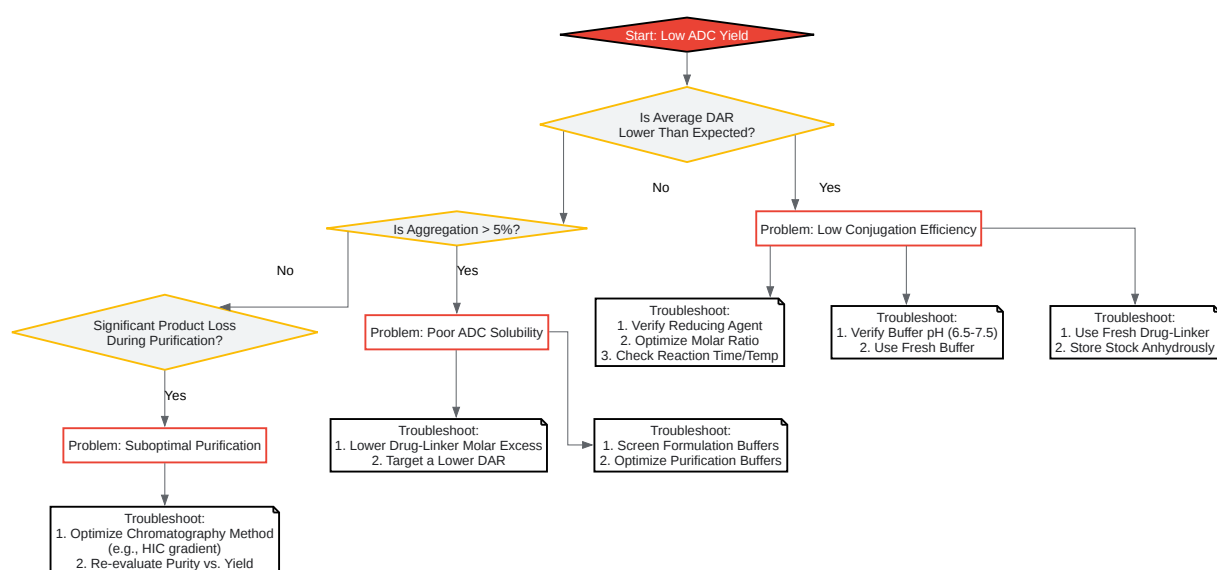 Start: Low ADC Yield
Is Average DAR
Lower Than Expected?
No
Yes
Is Aggregation > 5%?
Problem: Low Conjugation Efficiency
No
Yes
Significant Product Loss
During Purification?
Problem: Poor ADC Solubility
Troubleshoot:
1. Verify Reducing Agent
2. Optimize Molar Ratio
3. Check Reaction Time/Temp
Troubleshoot:
1. Verify Buffer pH (6.5-7.5)
2. Use Fresh Buffer
Troubleshoot:
1. Use Fresh Drug-Linker
2. Store Stock Anhydrously
Yes
Problem: Suboptimal Purification
Troubleshoot:
1. Lower Drug-Linker Molar Excess
2. Target a Lower DAR
Troubleshoot:
1. Screen Formulation Buffers
2. Optimize Purification Buffers
Troubleshoot:
1. Optimize Chromatography Method
(e.g., HIC gradient)
2. Re-evaluate Purity vs. Yield